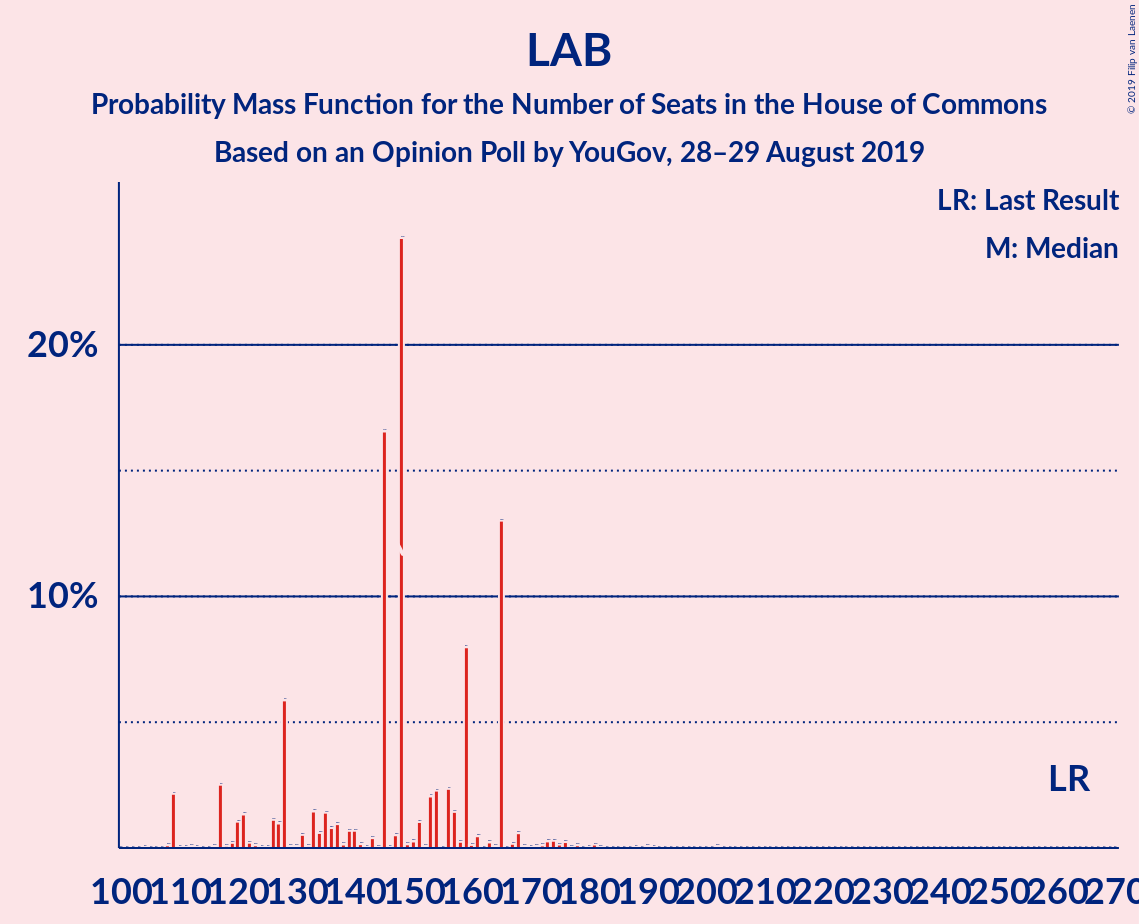 LAB
Probability Mass Function for the Number of Seats in the House of Commons
Based on an Opinion Poll by YouGov, 28–29 August 2019
© 2019 Filip van Laenen
LR: Last Result
M: Median
20%
10%
LR
100 110 120 130 140 150 160 170 180 190 200 210 220 230 240 250 260 270